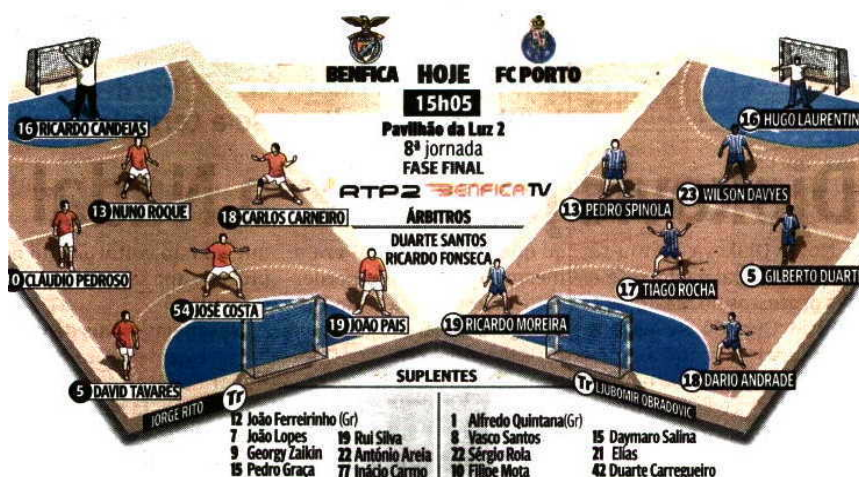 BENFICA HOJE FC PORTO
15h05
Pavilhão da Luz 2
8ª jornada
FASE FINAL
RTP2 BENFICA TV
ÁRBITROS
DUARTE SANTOS
RICARDO FONSECA
16 RICARDO CANDEIAS
13 NUNO ROQUE
18 CARLOS CARNEIRO
0 CLÁUDIO PEDROSO
54 JOSÉ COSTA
19 JOAO PAIS
5 DAVID TAVARES
Tr
JORGE RITO
16 HUGO LAURENTIN
23 WILSON DAVYES
13 PEDRO SPINOLA
5 GILBERTO DUARTE
17 TIAGO ROCHA
19 RICARDO MOREIRA
18 DARIO ANDRADE
Tr LJUBOMIR OBRADOVIC
SUPLENTES
12 João Ferreirinho (Gr)
7 João Lopes
9 Georgy Zaikin
15 Pedro Graça
19 Rui Silva
22 António Areia
77 Inácio Carmo
1 Alfredo Quintana(Gr)
8 Vasco Santos
22 Sérgio Rola
10 Filipe Mota
15 Daymaro Salina
21 Elías
42 Duarte Carregueiro